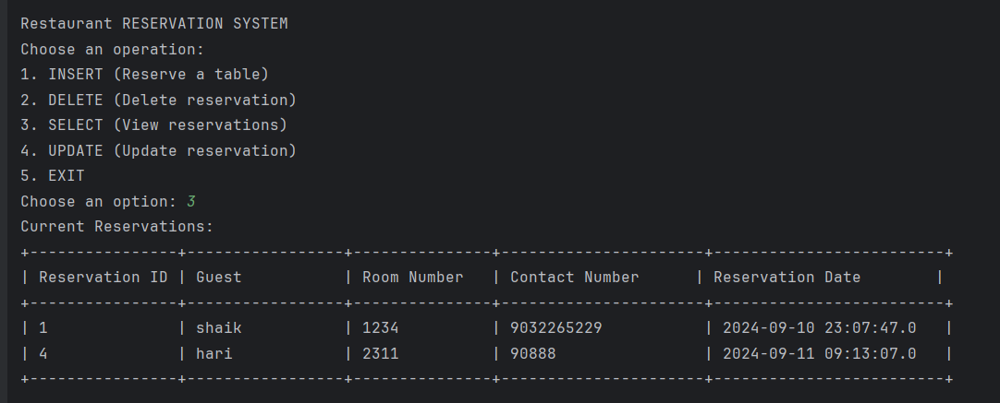 Restaurant RESERVATION SYSTEM
Choose an operation:
1. INSERT (Reserve a table)
2. DELETE (Delete reservation)
3. SELECT (View reservations)
4. UPDATE (Update reservation)
5. EXIT
Choose an option: 3
Current Reservations:
+----------------+-----------------+---------------+----------------------+-------------------------+
| Reservation ID | Guest           | Room Number   | Contact Number      | Reservation Date        |
+----------------+-----------------+---------------+----------------------+-------------------------+
| 1              | shaik           | 1234          | 9032265229           | 2024-09-10 23:07:47.0   |
| 4              | hari            | 2311          | 90888                | 2024-09-11 09:13:07.0   |
+----------------+-----------------+---------------+----------------------+-------------------------+